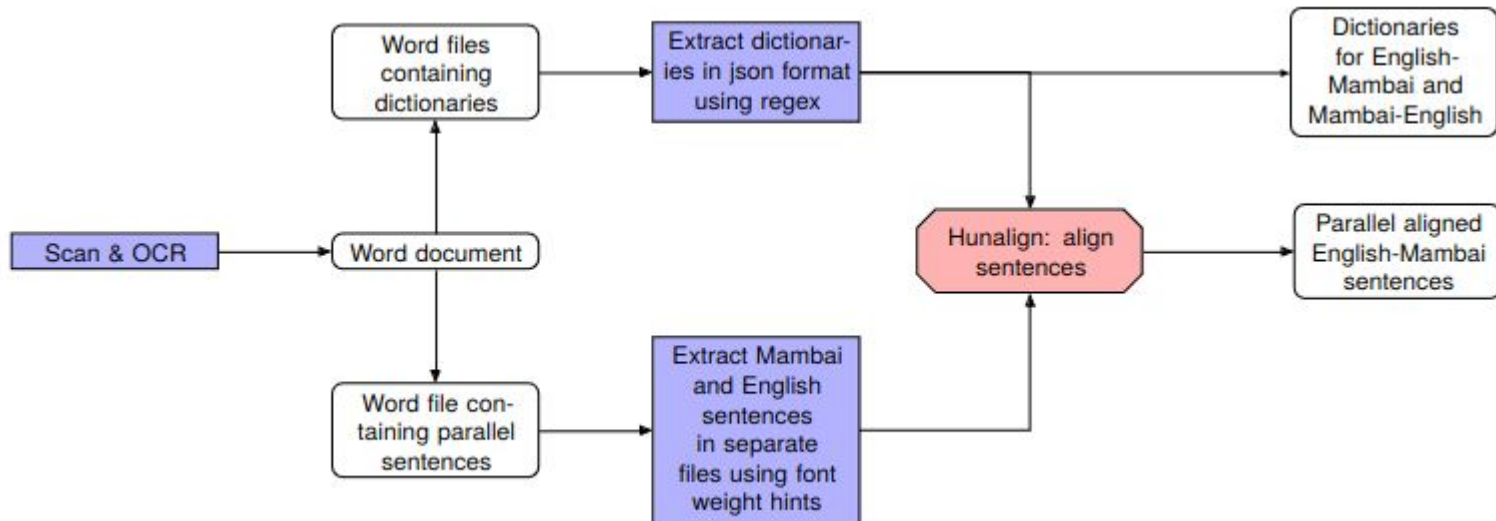 Word files
containing
dictionaries
Extract dictionar-
ies in json format
using regex
Dictionaries
for English-
Mambai and
Mambai-English
Scan & OCR
Word document
Hunalign: align
sentences
Parallel aligned
English-Mambai
sentences
Word file con-
taining parallel
sentences
Extract Mambai
and English
sentences
in separate
files using font
weight hints